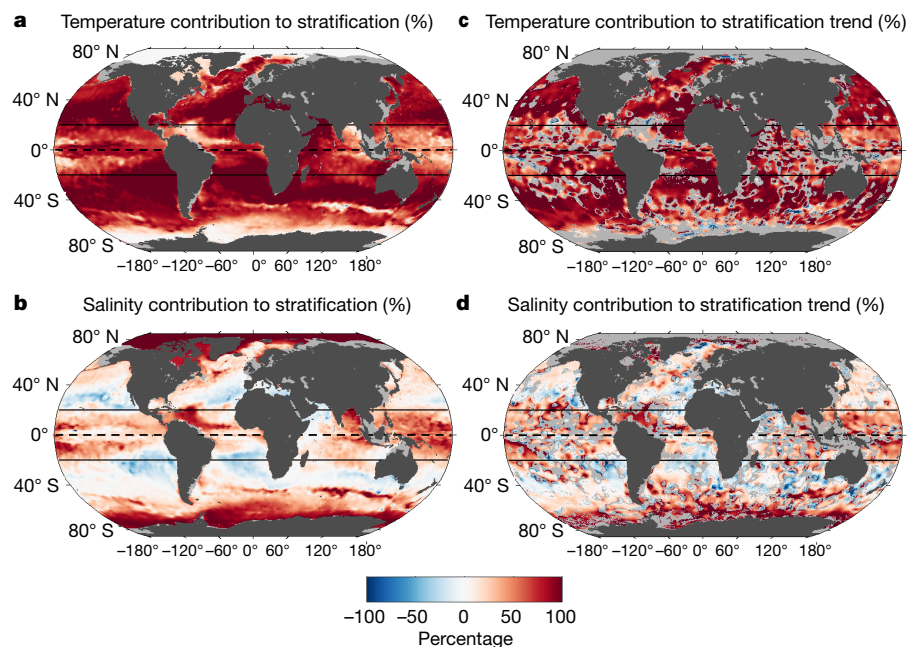 a Temperature contribution to stratification (%)
80° N
40° N
0°
40° S
80° S
−180° −120° −60° 0° 60° 120° 180°
c Temperature contribution to stratification trend (%)
80° N
40° N
0°
40° S
80° S
−180° −120° −60° 0° 60° 120° 180°
b Salinity contribution to stratification (%)
80° N
40° N
0°
40° S
80° S
−180° −120° −60° 0° 60° 120° 180°
d Salinity contribution to stratification trend (%)
80° N
40° N
0°
40° S
80° S
−180° −120° −60° 0° 60° 120° 180°
−100 −50 0 50 100
Percentage